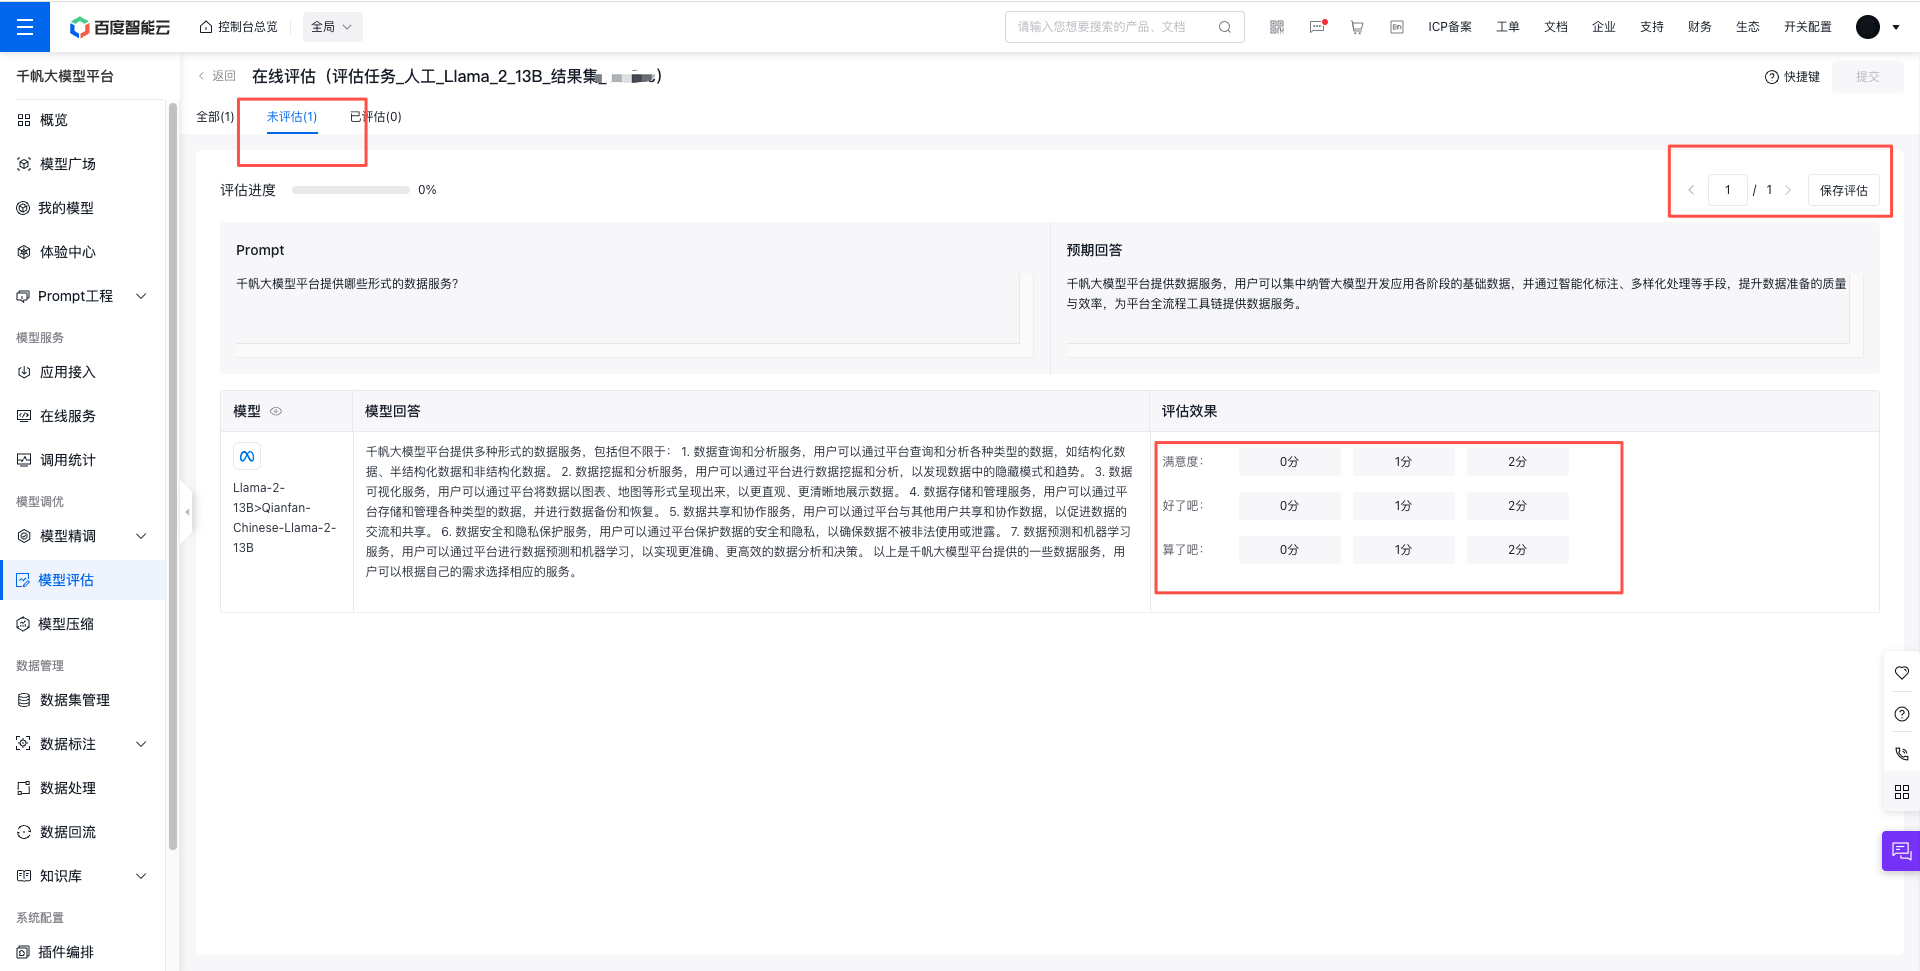 百度智能云
控制台总览
全局
请输入您想要搜索的产品、文档
En
ICP备案
工单
文档
企业
支持
财务
生态
开关配置
千帆大模型平台
概览
模型广场
我的模型
体验中心
Prompt工程
模型服务
应用接入
在线服务
调用统计
模型调优
模型精调
模型评估
模型压缩
数据管理
数据集管理
数据标注
数据处理
数据回流
知识库
系统配置
插件编排
返回
在线评估（评估任务_人工_Llama_2_13B_结果集_
快捷键
提交
全部(1)
未评估(1)
已评估(0)
评估进度
0%
1 / 1
保存评估
Prompt
千帆大模型平台提供哪些形式的数据服务?
预期回答
千帆大模型平台提供数据服务，用户可以集中纳管大模型开发应用各阶段的基础数据，并通过智能化标注、多样化处理等手段，提升数据准备的质量
与效率，为平台全流程工具链提供数据服务。
模型
模型回答
评估效果
Llama-2-
13B>Qianfan-
Chinese-Llama-2-
13B
千帆大模型平台提供多种形式的数据服务，包括但不限于： 1. 数据查询和分析服务，用户可以通过平台查询和分析各种类型的数据，如结构化数
据、半结构化数据和非结构化数据。 2. 数据挖掘和分析服务，用户可以通过平台进行数据挖掘和分析，以发现数据中的隐藏模式和趋势。 3. 数据
可视化服务，用户可以通过平台将数据以图表、地图等形式呈现出来，以更直观、更清晰地展示数据。 4. 数据存储和管理服务，用户可以通过平
台存储和管理各种类型的数据，并进行数据备份和恢复。 5. 数据共享和协作服务，用户可以通过平台与其他用户共享和协作数据，以促进数据的
交流和共享。 6. 数据安全和隐私保护服务，用户可以通过平台保护数据的安全和隐私，以确保数据不被非法使用或泄露。 7. 数据预测和机器学习
服务，用户可以通过平台进行数据预测和机器学习，以实现更准确、更高效的数据分析和决策。 以上是千帆大模型平台提供的一些数据服务，用
户可以根据自己的需求选择相应的服务。
满意度：
0分
1分
2分
好了吧：
0分
1分
2分
算了吧：
0分
1分
2分